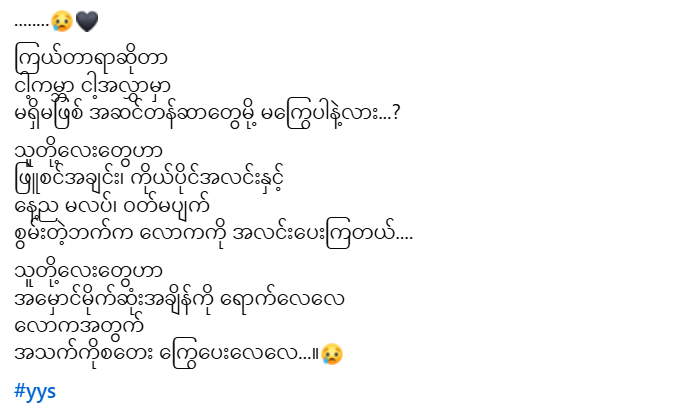 ........😥🖤
ကြယ်တာရာဆိုတာ
ငါ့ကမ္ဘာ ငါ့အလွှာမှာ
မရှိမဖြစ် အဆင်တန်ဆာတွေမို့ မကြွေပါနဲ့လား...?
သူတို့လေးတွေဟာ
ဖြူစင်အချင်း၊ ကိုယ်ပိုင်အလင်းနှင့်
နေ့ည မလပ်၊ ဝတ်မပျက်
စွမ်းတဲ့ဘက်က လောကကို အလင်းပေးကြတယ်....
သူတို့လေးတွေဟာ
အမှောင်မိုက်ဆုံးအချိန်ကို ရောက်လေလေ
လောကအတွက်
အသက်ကိုစတေး ကြွေပေးလေလေ...။😥
#yys